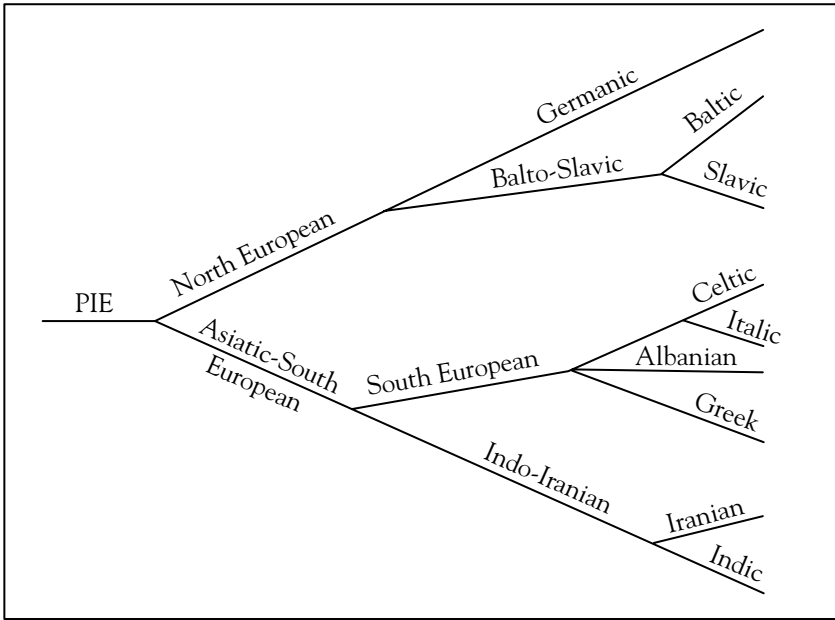 Germanic
Baltic
Balto-Slavic
Slavic
North European
PIE
Asiatic-South
European
South European
Celtic
Italic
Albanian
Greek
Indo-Iranian
Iranian
Indic